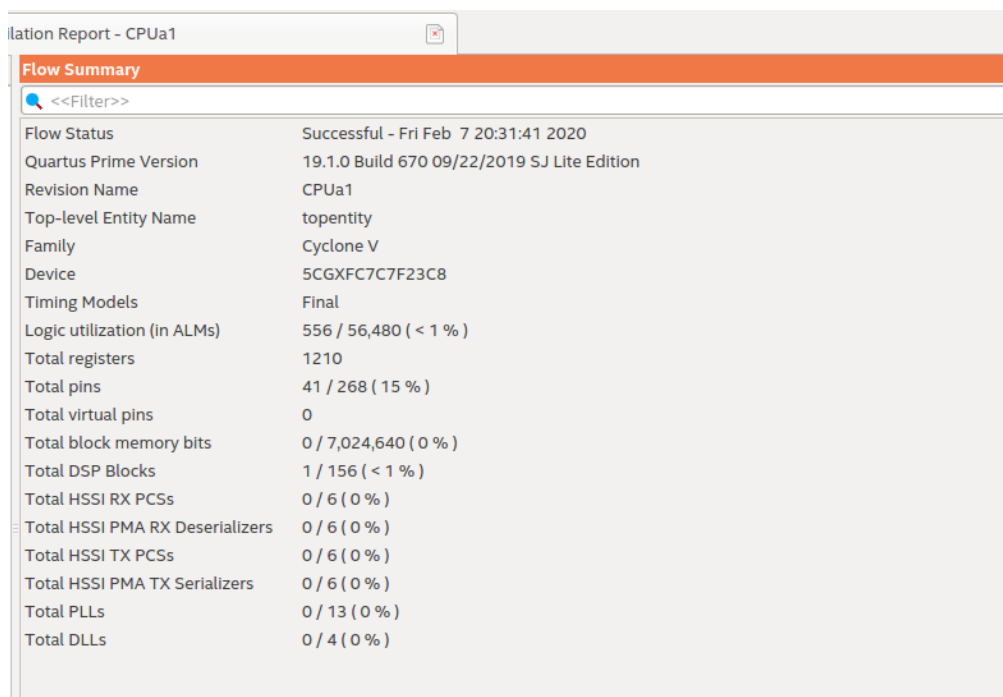 ilation Report - CPUa1
Flow Summary
<<Filter>>
Flow Status Successful - Fri Feb  7 20:31:41 2020
Quartus Prime Version 19.1.0 Build 670 09/22/2019 SJ Lite Edition
Revision Name CPUa1
Top-level Entity Name topentity
Family Cyclone V
Device 5CGXFC7C7F23C8
Timing Models Final
Logic utilization (in ALMs) 556 / 56,480 ( < 1 % )
Total registers 1210
Total pins 41 / 268 ( 15 % )
Total virtual pins 0
Total block memory bits 0 / 7,024,640 ( 0 % )
Total DSP Blocks 1 / 156 ( < 1 % )
Total HSSI RX PCSs 0 / 6 ( 0 % )
Total HSSI PMA RX Deserializers 0 / 6 ( 0 % )
Total HSSI TX PCSs 0 / 6 ( 0 % )
Total HSSI PMA TX Serializers 0 / 6 ( 0 % )
Total PLLs 0 / 13 ( 0 % )
Total DLLs 0 / 4 ( 0 % )